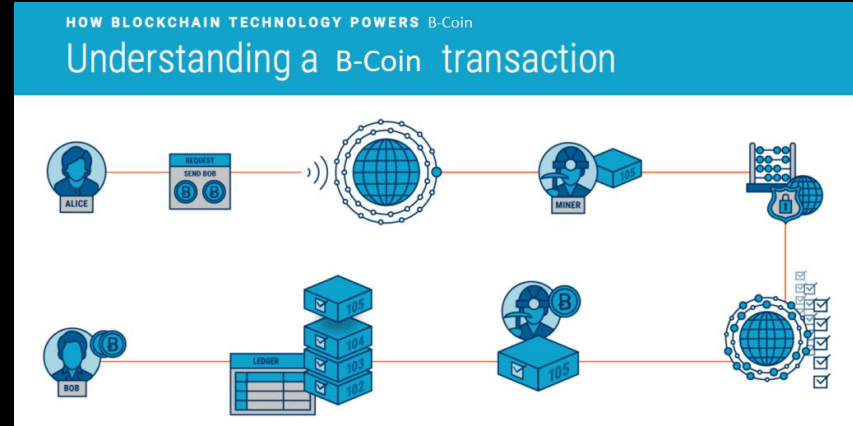 HOW BLOCKCHAIN TECHNOLOGY POWERS B-Coin
Understanding a B-Coin transaction
REQUEST
SEND BOB
ALICE
105
MINER
105
104
103
102
LEDGER
105
BOB